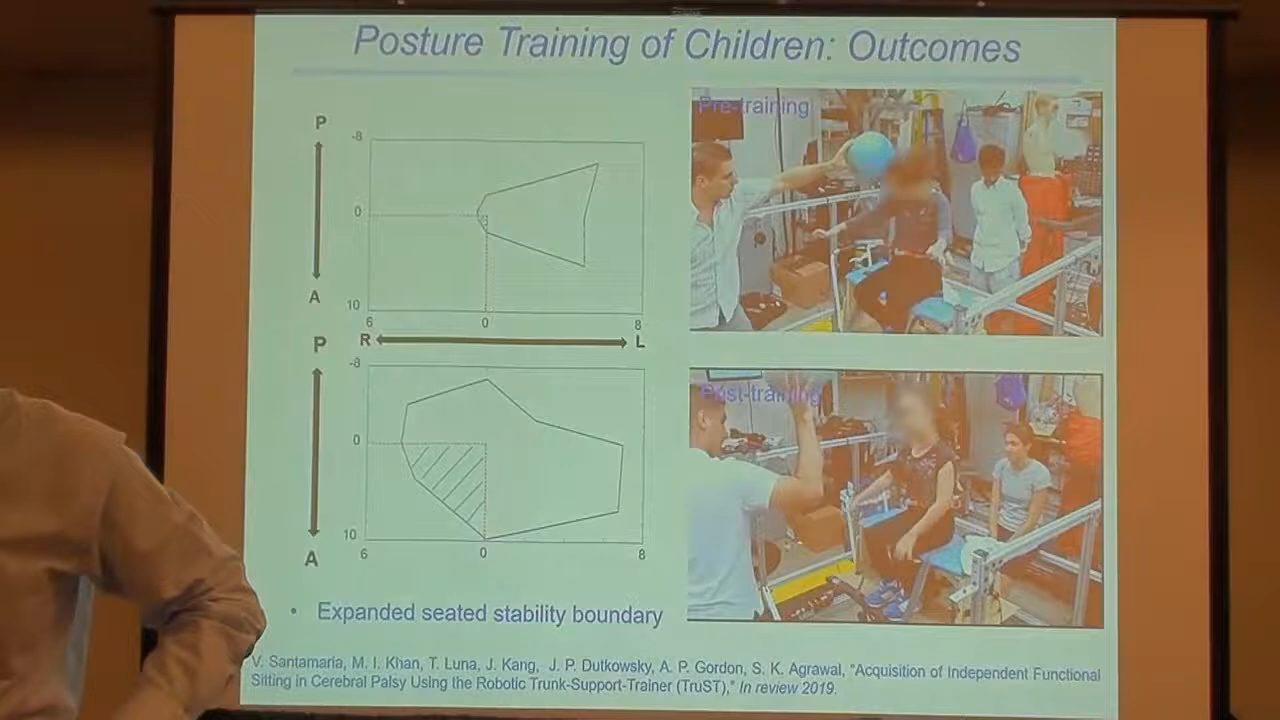 Posture Training of Children: Outcomes
P
-8
0
A
10
6
0
8
R
L
Pre-training
P
-8
0
10
A
6
0
8
Post-training
• Expanded seated stability boundary
V. Santamaria, M. I. Khan, T. Luna, J. Kang, J. P. Dutkowsky, A. P. Gordon, S. K. Agrawal, "Acquisition of Independent Functional
Sitting in Cerebral Palsy Using the Robotic Trunk-Support-Trainer (TruST)," In review 2019.